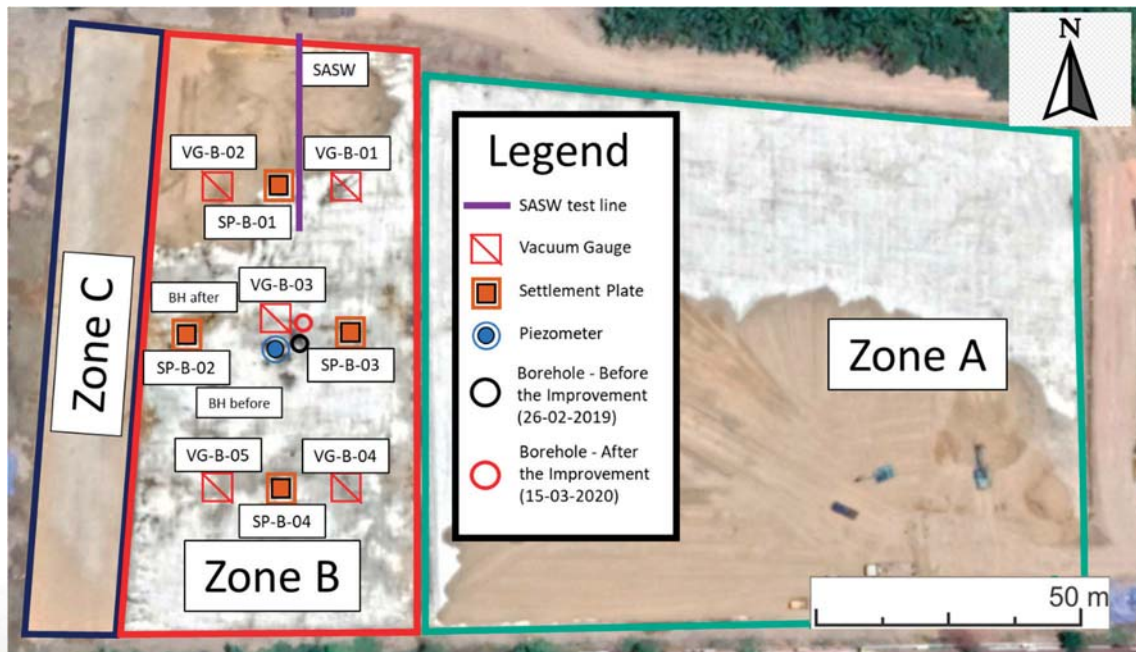 N
SASW
VG-B-02
VG-B-01
SP-B-01
Zone C
BH after
VG-B-03
SP-B-02
SP-B-03
BH before
VG-B-05
VG-B-04
SP-B-04
Zone B
Legend
SASW test line
Vacuum Gauge
Settlement Plate
Piezometer
Borehole - Before
the Improvement
(26-02-2019)
Borehole - After
the Improvement
(15-03-2020)
Zone A
50 m